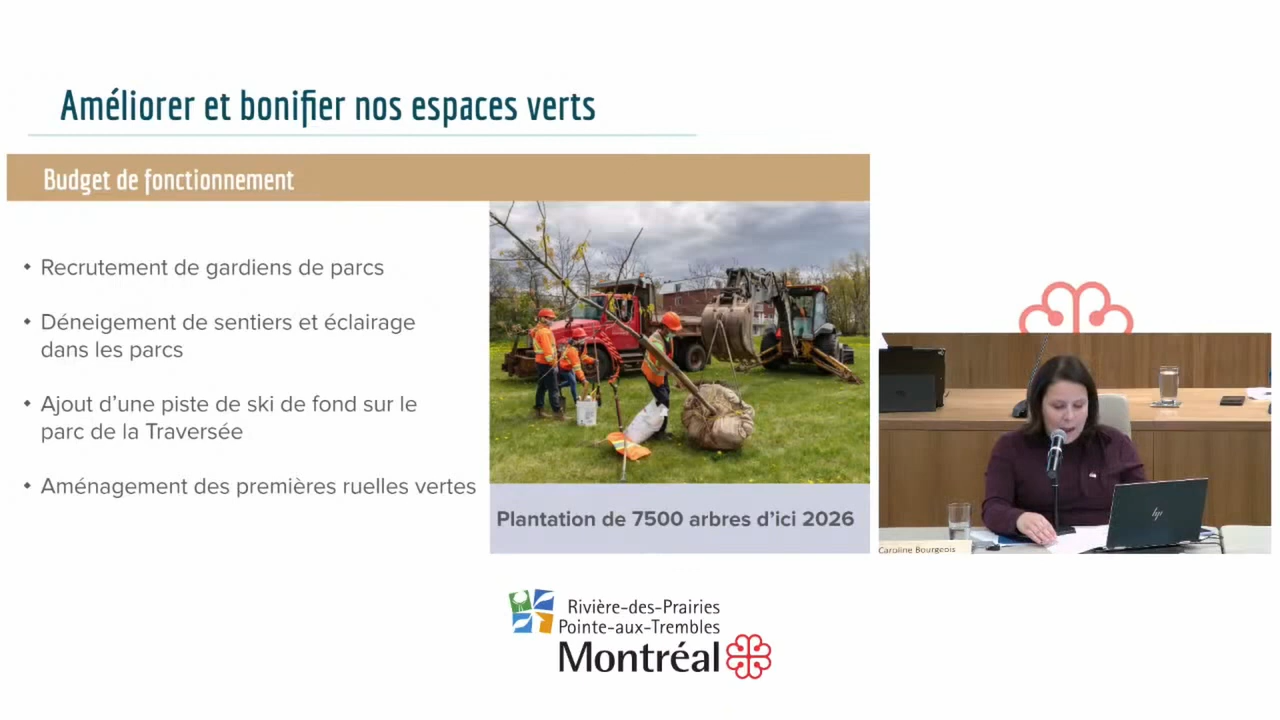 Améliorer et bonifier nos espaces verts
Budget de fonctionnement
• Recrutement de gardiens de parcs
• Déneigement de sentiers et éclairage
dans les parcs
• Ajout d’une piste de ski de fond sur le
parc de la Traversée
• Aménagement des premières ruelles vertes
Plantation de 7500 arbres d’ici 2026
hp
Caroline Bourgeois
Rivière-des-Prairies
Pointe-aux-Trembles
Montréal